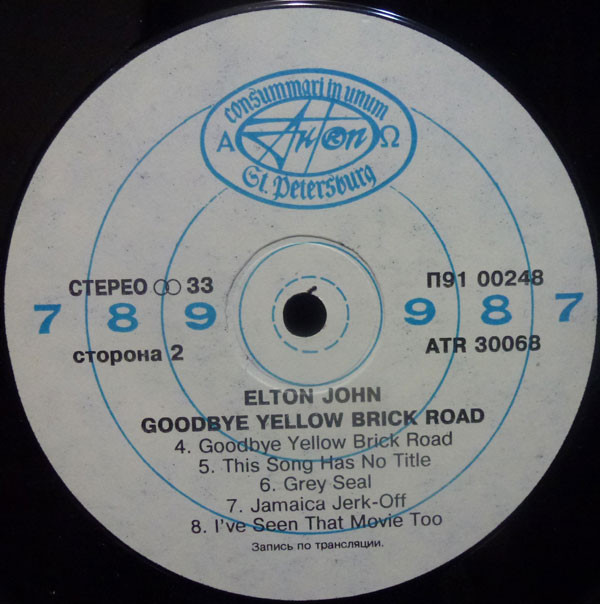 consummari in unum
Α Антон Ω
St. Petersburg
СТЕРЕО 33
П91 00248
7 8 9 9 8 7
сторона 2
ATR 30068
ELTON JOHN
GOODBYE YELLOW BRICK ROAD
4. Goodbye Yellow Brick Road
5. This Song Has No Title
6. Grey Seal
7. Jamaica Jerk-Off
8. I've Seen That Movie Too
Запись по трансляции.